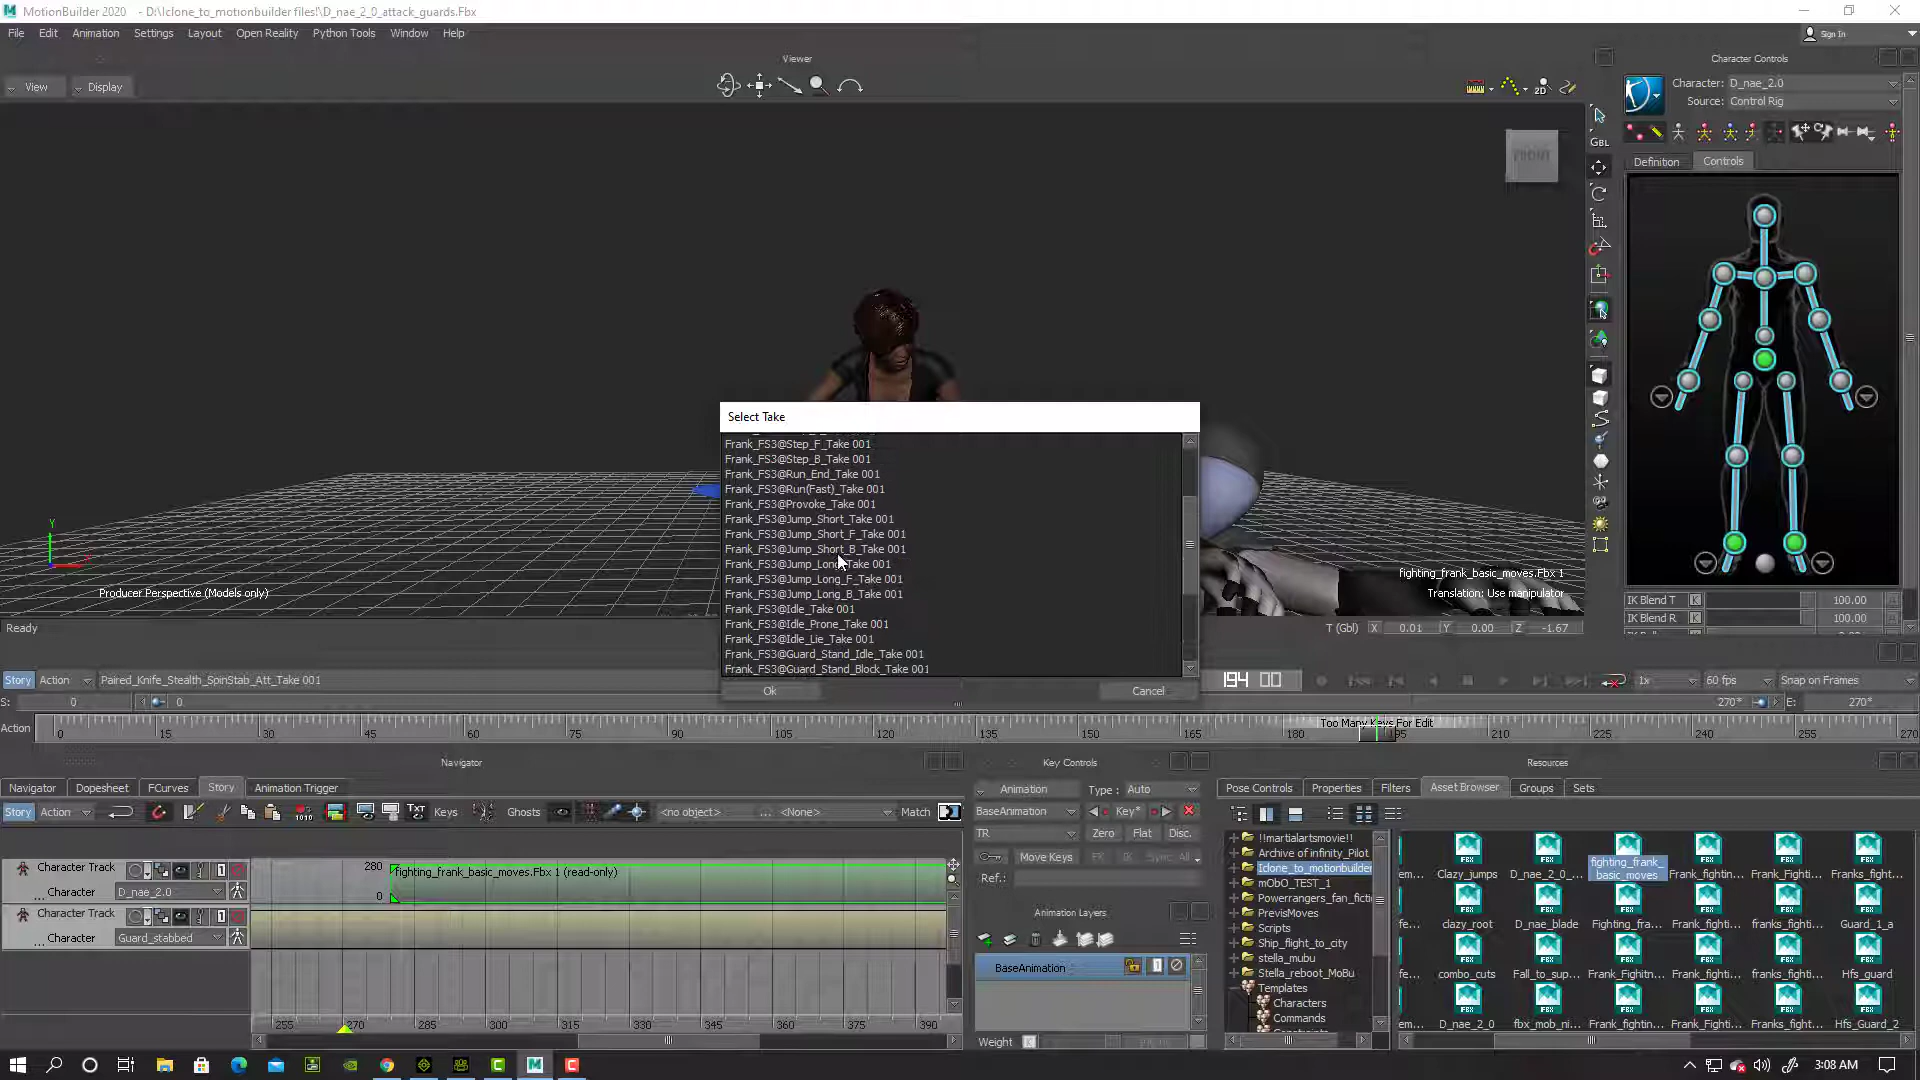 MotionBuilder 2020   - D:\Iclone_to_motionbuilder files!\D_nae_2_0_attack_guards.Fbx
File Edit Animation Settings Layout Open Reality Python Tools Window Help
Sign In
Viewer
Character Controls
View Display
2D
Character: D_nae_2.0
Source: Control Rig
GBL
FRONT
Definition Controls
Select Take
Frank_FS3@Step_F_Take 001
Frank_FS3@Step_B_Take 001
Frank_FS3@Run_End_Take 001
Frank_FS3@Run(Fast)_Take 001
Frank_FS3@Provoke_Take 001
Frank_FS3@Jump_Short_Take 001
Frank_FS3@Jump_Short_F_Take 001
Frank_FS3@Jump_Short_B_Take 001
Frank_FS3@Jump_Long_Take 001
Frank_FS3@Jump_Long_F_Take 001
Frank_FS3@Jump_Long_B_Take 001
Frank_FS3@Idle_Take 001
Frank_FS3@Idle_Prone_Take 001
Frank_FS3@Idle_Lie_Take 001
Frank_FS3@Guard_Stand_Idle_Take 001
Frank_FS3@Guard_Stand_Block_Take 001
Ok Cancel
Y
Producer Perspective (Models only)
fighting_frank_basic_moves.Fbx 1
Translation: Use manipulator
IK Blend T K 100.00
IK Blend R K 100.00
Ready
T (Gbl) X 0.01 Y 0.00 Z -1.67
Story Action Paired_Knife_Stealth_SpinStab_Att_Take 001
194 00
1x 60 fps Snap on Frames
S: 0 0 270* E: 270*
Action
Too Many Keys For Edit
0 15 30 45 60 75 90 105 120 135 150 165 180 195 210 225 240 255 270
Navigator
Key Controls
Resources
Navigator Dopesheet FCurves Story Animation Trigger
Story Action
TxT Keys Ghosts <no object> ... <None> Match
Character Track
Character D_nae_2.0
280
0
fighting_frank_basic_moves.Fbx 1 (read-only)
Character Track
... Character Guard_stabbed
255 270 285 300 315 330 345 360 375 390
Animation Type : Auto
BaseAnimation Key*
TR Zero Flat Disc.
Move Keys FK IK Sync All
Ref.:
Animation Layers
BaseAnimation 1
Weight K
Pose Controls Properties Filters Asset Browser Groups Sets
!!martialartsmovie!!
Archive of infinity_Pilot
Iclone_to_motionbuilder
mObO_TEST_1
Powerrangers_fan_fictio
PrevisMoves
Scripts
Ship_flight_to_city
stella_mubu
Stella_reboot_MoBu
Templates
Characters
Commands
em... Clazy_jumps D_nae_2_0_... fighting_frank_basic_moves Frank_fightin... Frank_Fighti... Franks_fight...
fe... clazy_root D_nae_blade Fighting_fra... Frank_fighti... franks_fighti... Guard_1_a
fe... combo_cuts Fall_to_sup... Frank_Fighitn... Frank_fighti... franks_fighti... Hfs_guard
em... D_nae_2_0 fbx_mob_ni... Frank_fightin... Frank_Fighti... Franks_fighti... Hfs_Guard_2
3:08 AM